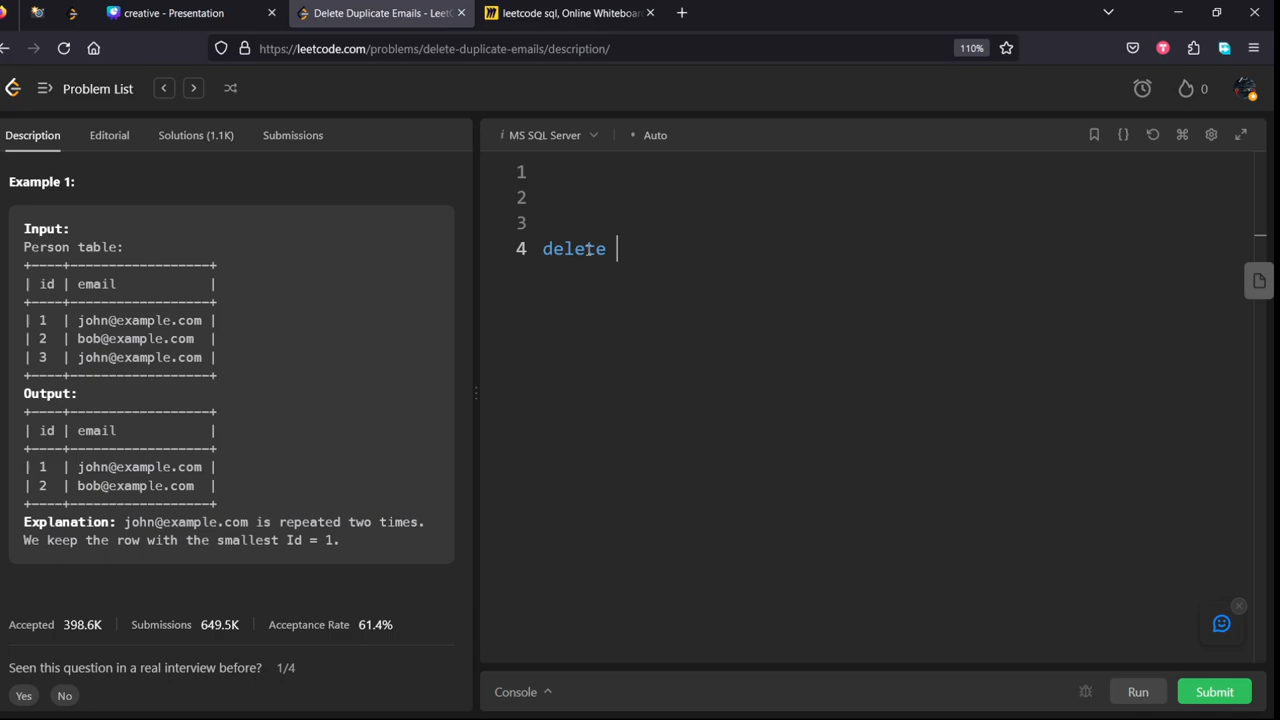 creative - Presentation
Delete Duplicate Emails - LeetC
leetcode sql, Online Whiteboar
https://leetcode.com/problems/delete-duplicate-emails/description/
110%
Problem List
0
Description
Editorial
Solutions (1.1K)
Submissions
i MS SQL Server
• Auto
Example 1:
Input:
Person table:
+----+------------------+
| id | email            |
+----+------------------+
| 1  | john@example.com |
| 2  | bob@example.com  |
| 3  | john@example.com |
+----+------------------+
Output:
+----+------------------+
| id | email            |
+----+------------------+
| 1  | john@example.com |
| 2  | bob@example.com  |
+----+------------------+
Explanation: john@example.com is repeated two times.
We keep the row with the smallest Id = 1.
1
2
3
4 delete
Accepted 398.6K
Submissions 649.5K
Acceptance Rate 61.4%
Seen this question in a real interview before? 1/4
Yes
No
Console
Run
Submit